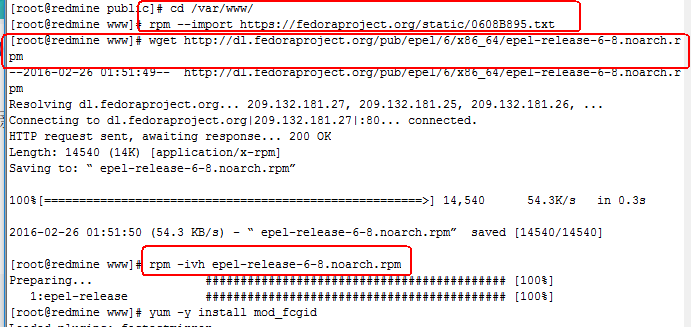 [root@redmine public]# cd /var/www/
[root@redmine www]# rpm --import https://fedoraproject.org/static/0608B895.txt
[root@redmine www]# wget http://dl.fedoraproject.org/pub/epel/6/x86_64/epel-release-6-8.noarch.r
pm
--2016-02-26 01:51:49-- http://dl.fedoraproject.org/pub/epel/6/x86_64/epel-release-6-8.noarch.r
pm
Resolving dl.fedoraproject.org... 209.132.181.27, 209.132.181.25, 209.132.181.26, ...
Connecting to dl.fedoraproject.org|209.132.181.27|:80... connected.
HTTP request sent, awaiting response... 200 OK
Length: 14540 (14K) [application/x-rpm]
Saving to: “ epel-release-6-8.noarch.rpm”
100%[================================================>] 14,540 54.3K/s in 0.3s
2016-02-26 01:51:50 (54.3 KB/s) - “ epel-release-6-8.noarch.rpm” saved [14540/14540]
[root@redmine www]# rpm -ivh epel-release-6-8.noarch.rpm
Preparing... ########################################### [100%]
1:epel-release ########################################### [100%]
[root@redmine www]# yum -y install mod_fcgid
Loaded plugins: fastestmirror